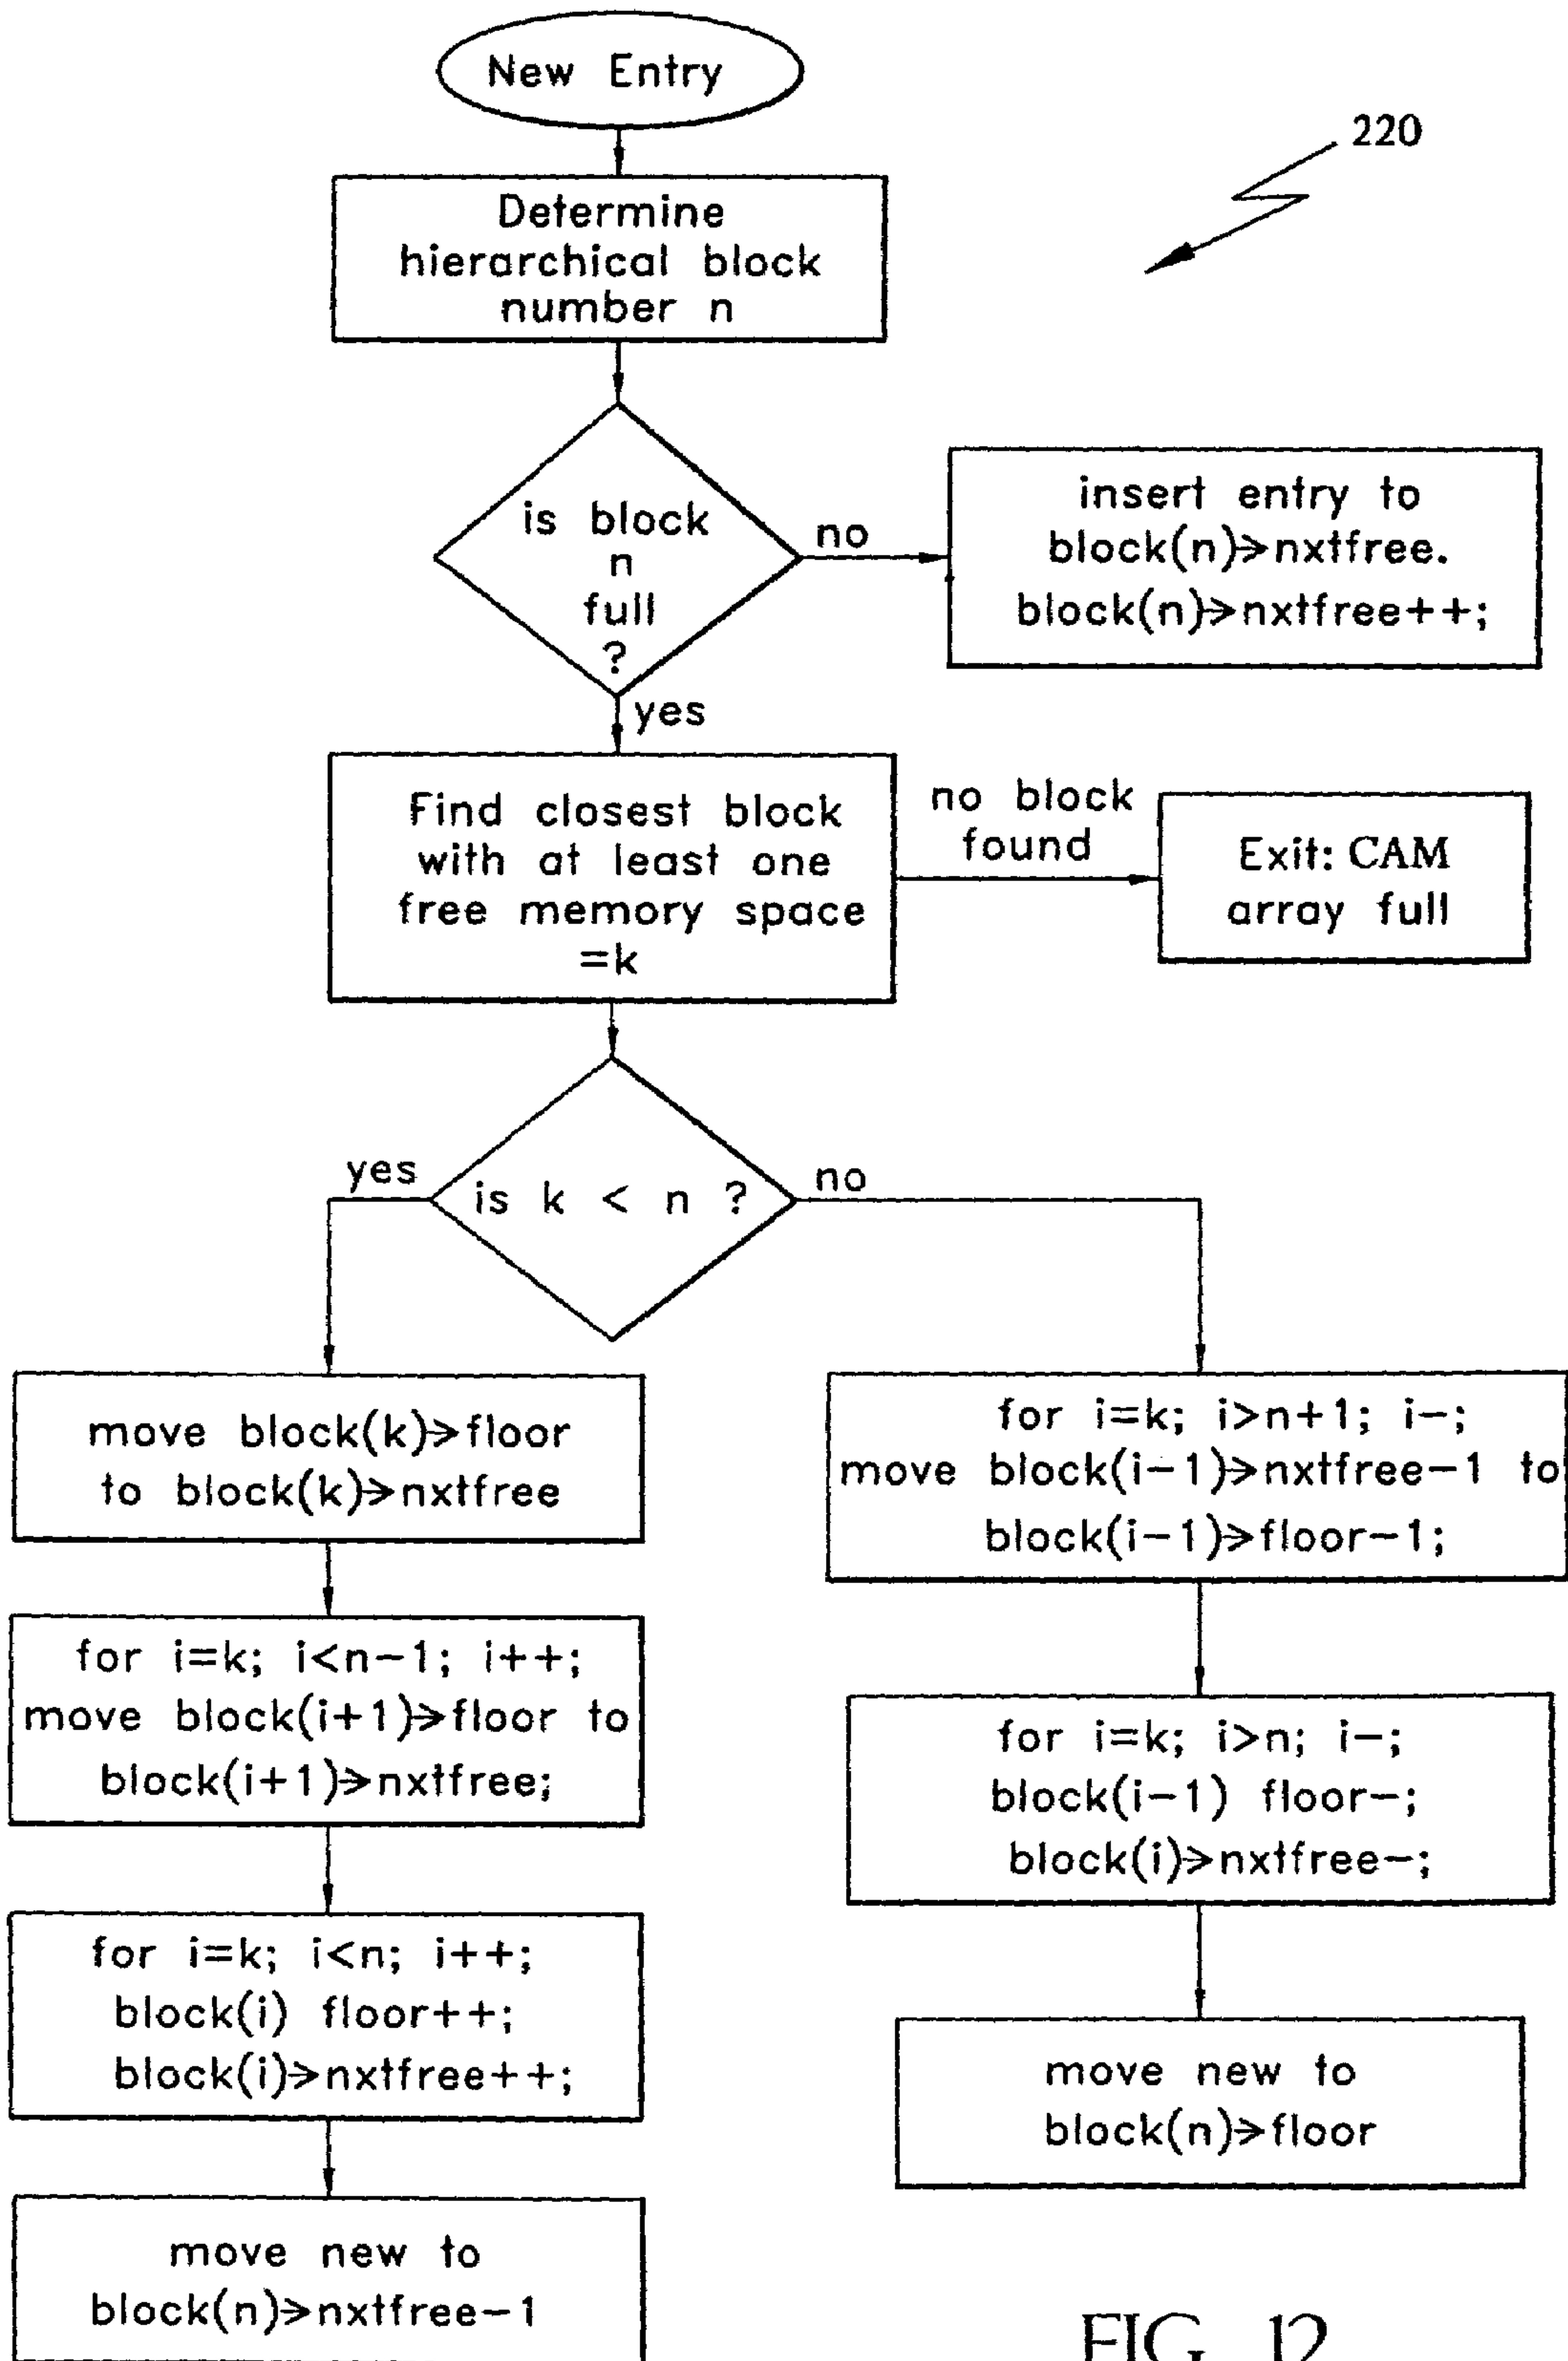 New Entry
220
Determine
hierarchical block
number n
is block
n
full
?
no
insert entry to
block(n)->nxtfree.
block(n)->nxtfree++;
yes
Find closest block
with at least one
free memory space
=k
no block
found
Exit: CAM
array full
is k < n ?
yes
no
move block(k)->floor
to block(k)->nxtfree
for i=k; i<n-1; i++;
move block(i+1)->floor to
block(i+1)->nxtfree;
for i=k; i<n; i++;
block(i) floor++;
block(i)->nxtfree++;
move new to
block(n)->nxtfree-1
for i=k; i>n+1; i-;
move block(i-1)->nxtfree-1 to
block(i-1)->floor-1;
for i=k; i>n; i-;
block(i-1) floor-;
block(i)->nxtfree-;
move new to
block(n)->floor
FIG. 12